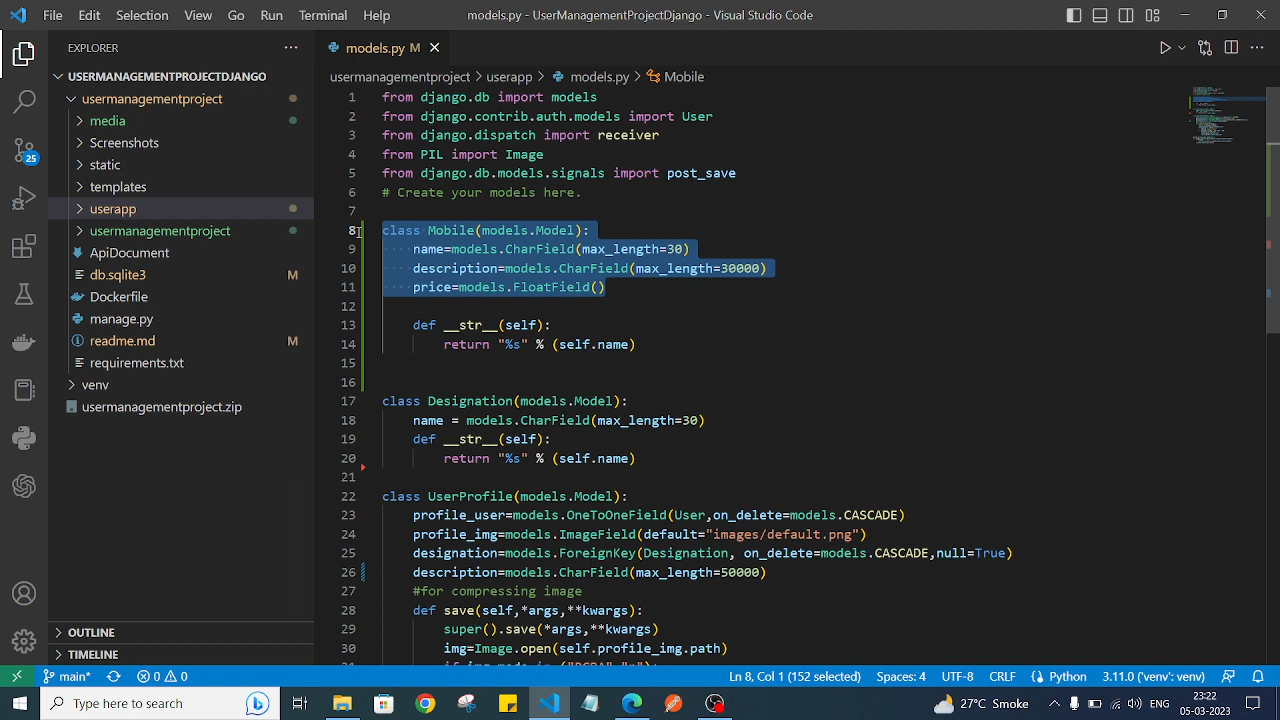 File Edit Selection View Go Run Terminal Help models.py - UserManagementProjectDjango - Visual Studio Code
EXPLORER
USERMANAGEMENTPROJECTDJANGO
usermanagementproject
media
Screenshots
static
templates
userapp
usermanagementproject
ApiDocument
db.sqlite3 M
Dockerfile
manage.py
readme.md M
requirements.txt
venv
usermanagementproject.zip
OUTLINE
TIMELINE
25
models.py M
usermanagementproject > userapp > models.py > Mobile
1 from django.db import models
2 from django.contrib.auth.models import User
3 from django.dispatch import receiver
4 from PIL import Image
5 from django.db.models.signals import post_save
6 # Create your models here.
7
8 class Mobile(models.Model):
9 name=models.CharField(max_length=30)
10 description=models.CharField(max_length=30000)
11 price=models.FloatField()
12
13 def __str__(self):
14 return "%s" % (self.name)
15
16
17 class Designation(models.Model):
18 name = models.CharField(max_length=30)
19 def __str__(self):
20 return "%s" % (self.name)
21
22 class UserProfile(models.Model):
23 profile_user=models.OneToOneField(User,on_delete=models.CASCADE)
24 profile_img=models.ImageField(default="images/default.png")
25 designation=models.ForeignKey(Designation, on_delete=models.CASCADE,null=True)
26 description=models.CharField(max_length=50000)
27 #for compressing image
28 def save(self,*args,**kwargs):
29 super().save(*args,**kwargs)
30 img=Image.open(self.profile_img.path)
main* 0 0 Ln 8, Col 1 (152 selected) Spaces: 4 UTF-8 CRLF Python 3.11.0 ('venv': venv)
Type here to search 27°C Smoke ENG 23:22
05-03-2023